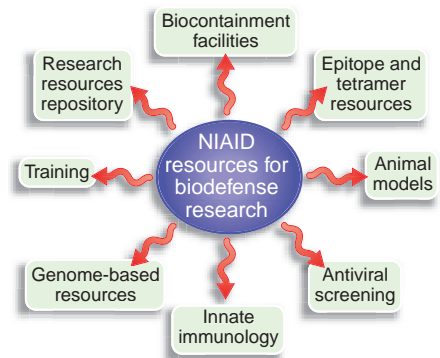 Biocontainment
facilities
Research
resources
repository
Epitope and
tetramer
resources
NIAID
resources for
biodefense
research
Training
Animal
models
Genome-based
resources
Innate
immunology
Antiviral
screening